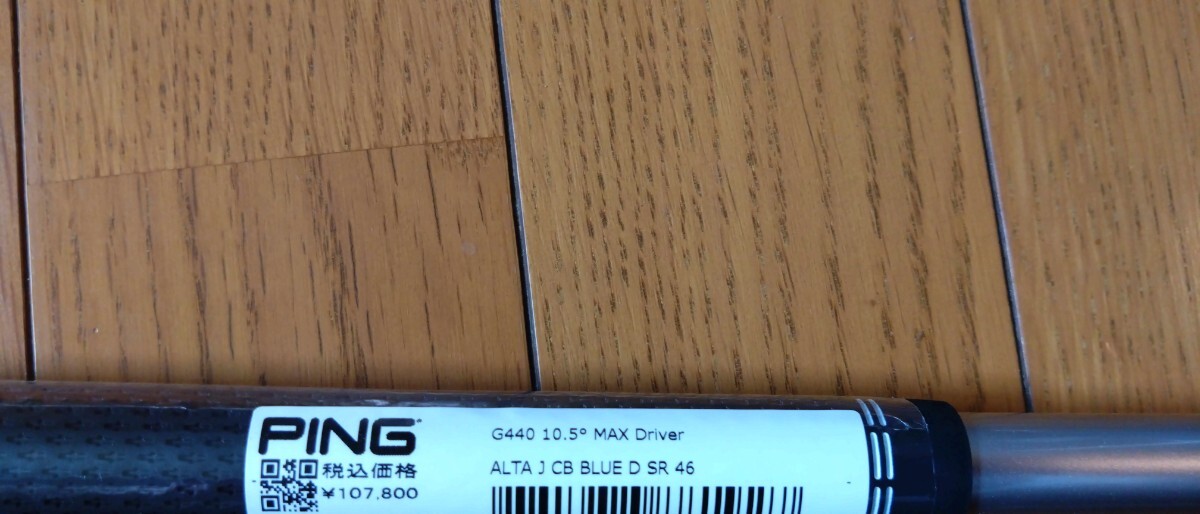 PING
税込価格
¥107,800
G440 10.5° MAX Driver
ALTA J CB BLUE D SR 46